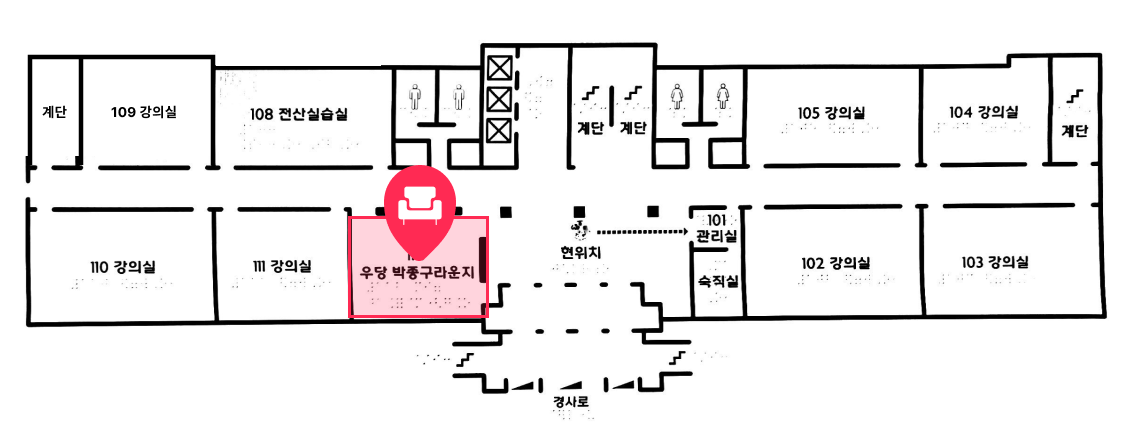 계단
109 강의실
108 전산실습실
계단
계단
105 강의실
104 강의실
계단
110 강의실
111 강의실
우당 박종구라운지
현위치
101
관리실
숙직실
102 강의실
103 강의실
경사로